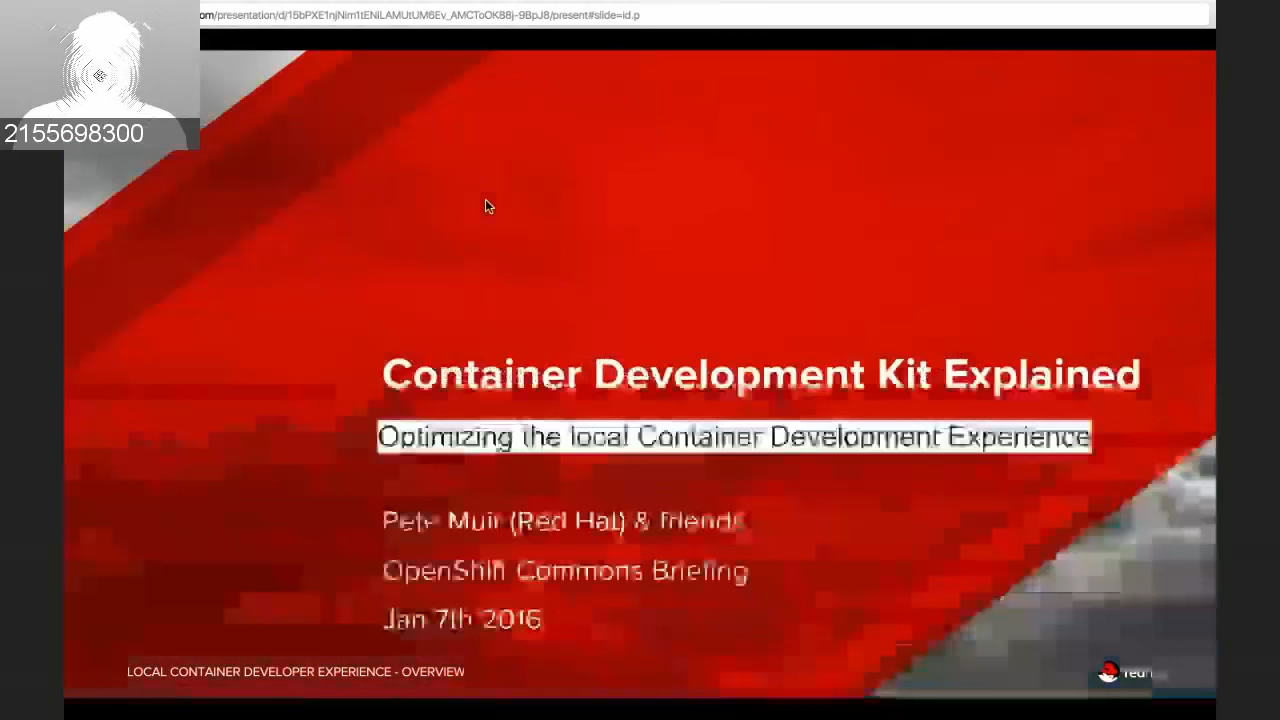 om/presentation/d/15bPXE1njNim1tENiLAMUtUM6Ev_AMCToOK88j-9BpJ8/present#slide=id.p
2155698300
Container Development Kit Explained
Optimizing the local Container Development Experience
Pete Muir (Red Hat) & friends
OpenShift Commons Briefing
Jan 7th 2016
LOCAL CONTAINER DEVELOPER EXPERIENCE - OVERVIEW